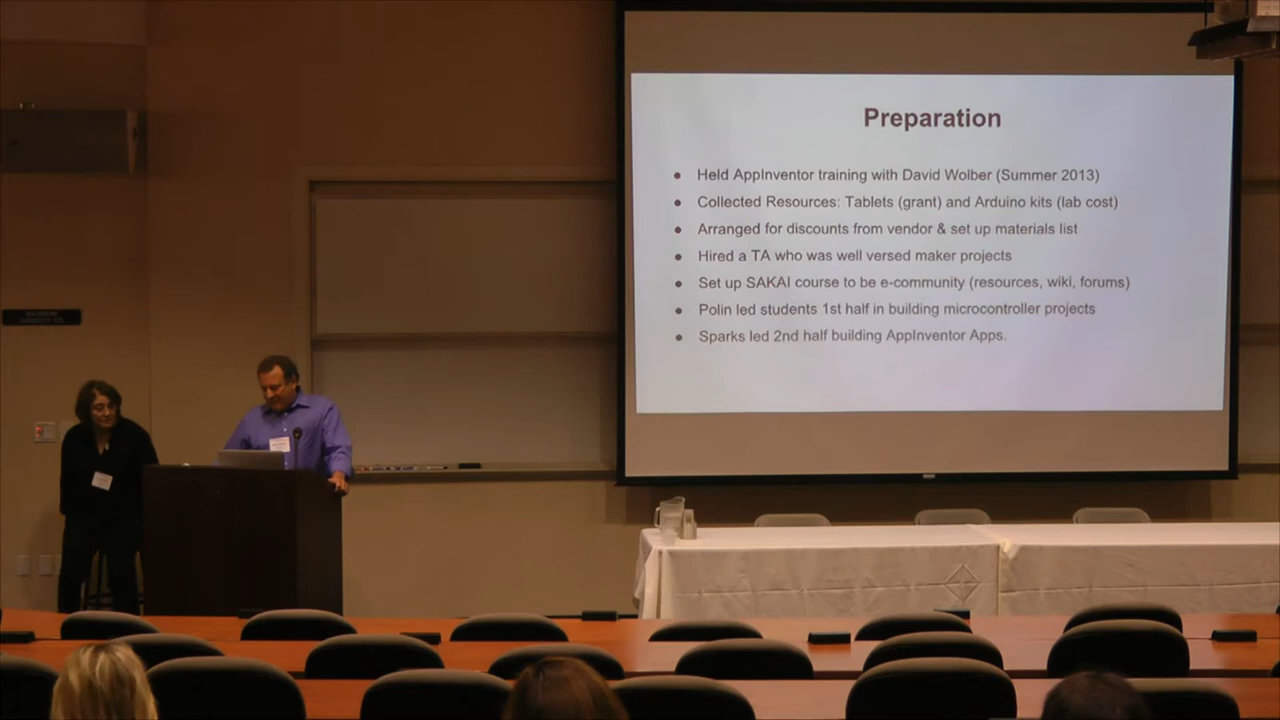 Preparation
• Held AppInventor training with David Wolber (Summer 2013)
• Collected Resources: Tablets (grant) and Arduino kits (lab cost)
• Arranged for discounts from vendor & set up materials list
• Hired a TA who was well versed maker projects
• Set up SAKAI course to be e-community (resources, wiki, forums)
• Polin led students 1st half in building microcontroller projects
• Sparks led 2nd half building AppInventor Apps.